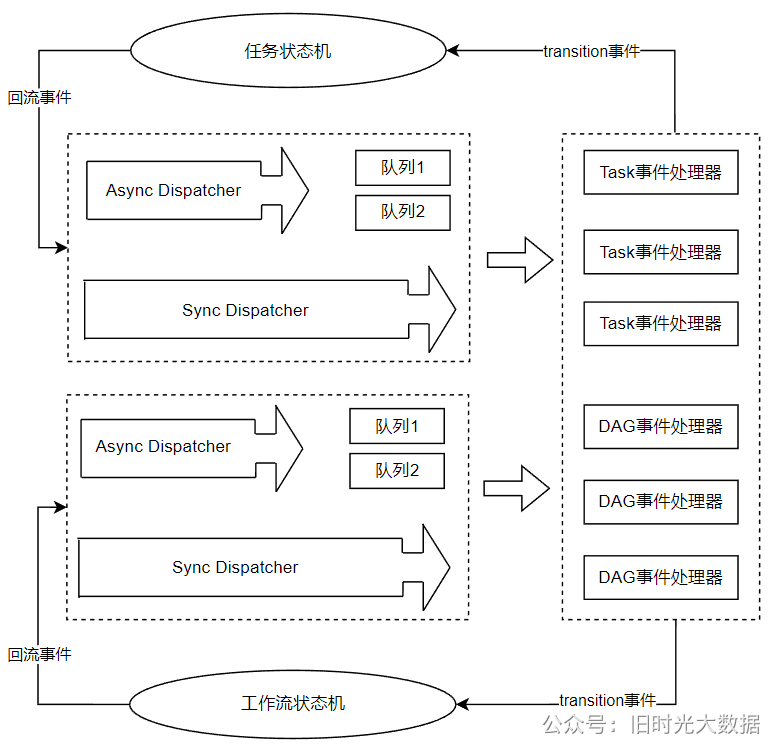 任务状态机
transition事件
回流事件
Async Dispatcher
队列1
队列2
Sync Dispatcher
Task事件处理器
Task事件处理器
Task事件处理器
Async Dispatcher
队列1
队列2
Sync Dispatcher
DAG事件处理器
DAG事件处理器
DAG事件处理器
回流事件
工作流状态机
transition事件
公众号：旧时光大数据